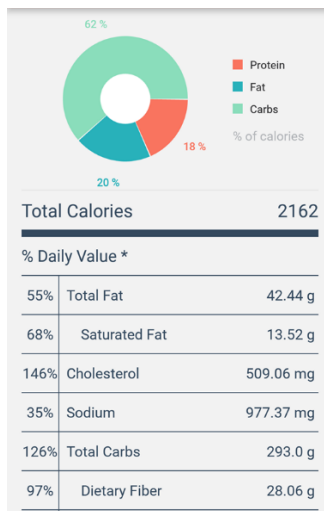 62 %
Protein
Fat
Carbs
% of calories
18 %
20 %
Total Calories 2162
% Daily Value *
55% Total Fat 42.44 g
68% Saturated Fat 13.52 g
146% Cholesterol 509.06 mg
35% Sodium 977.37 mg
126% Total Carbs 293.0 g
97% Dietary Fiber 28.06 g